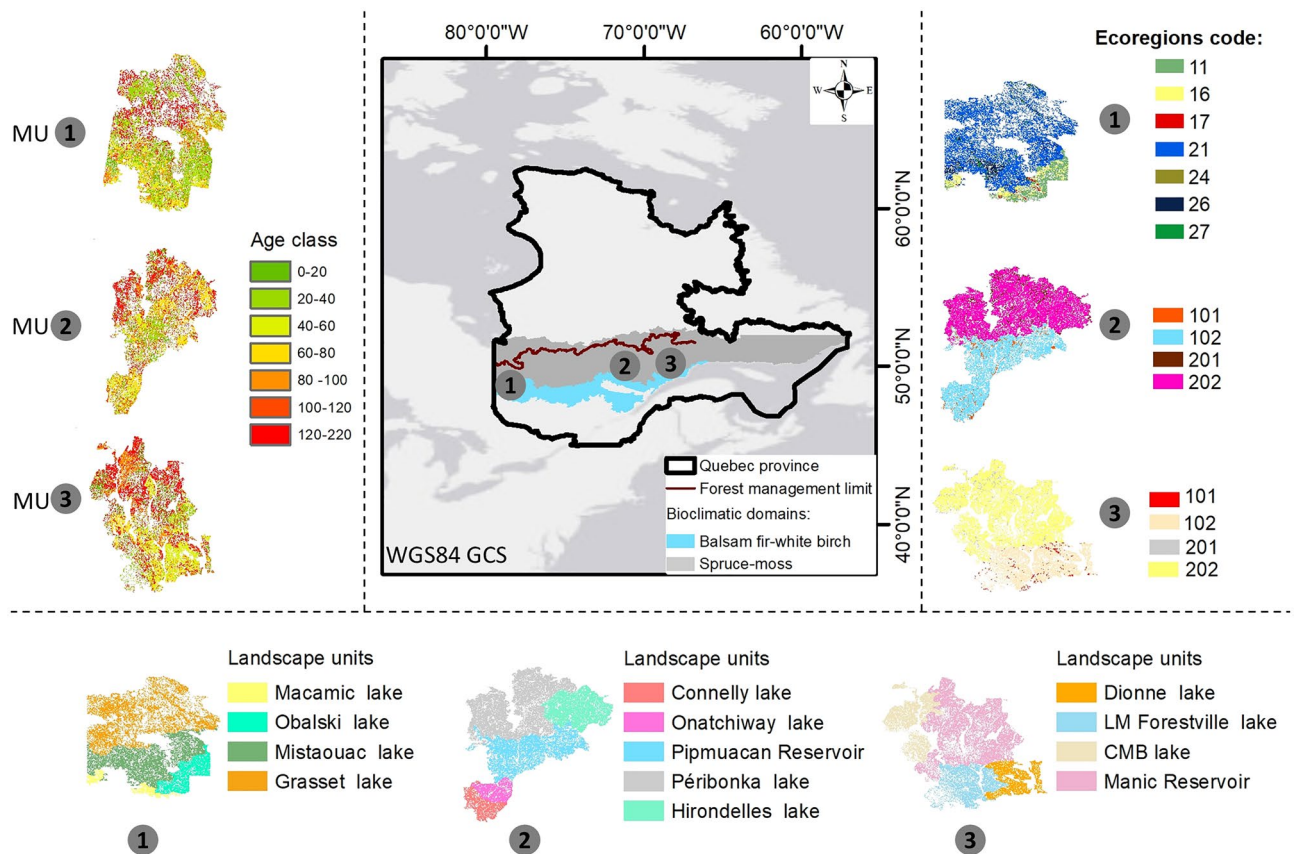 80°0'0"W
70°0'0"W
60°0'0"W
MU 1
MU 2
MU 3
Age class
0-20
20-40
40-60
60-80
80 -100
100-120
120-220
N
W
E
S
1
2
3
60°0'0"N
50°0'0"N
40°0'0"N
Quebec province
Forest management limit
Bioclimatic domains:
Balsam fir-white birch
Spruce-moss
WGS84 GCS
Ecoregions code:
1
11
16
17
21
24
26
27
2
101
102
201
202
3
101
102
201
202
Landscape units
Macamic lake
Obalski lake
Mistaouac lake
Grasset lake
1
Landscape units
Connelly lake
Onatchiway lake
Pipmuacan Reservoir
Péribonka lake
Hirondelles lake
2
Landscape units
Dionne lake
LM Forestville lake
CMB lake
Manic Reservoir
3